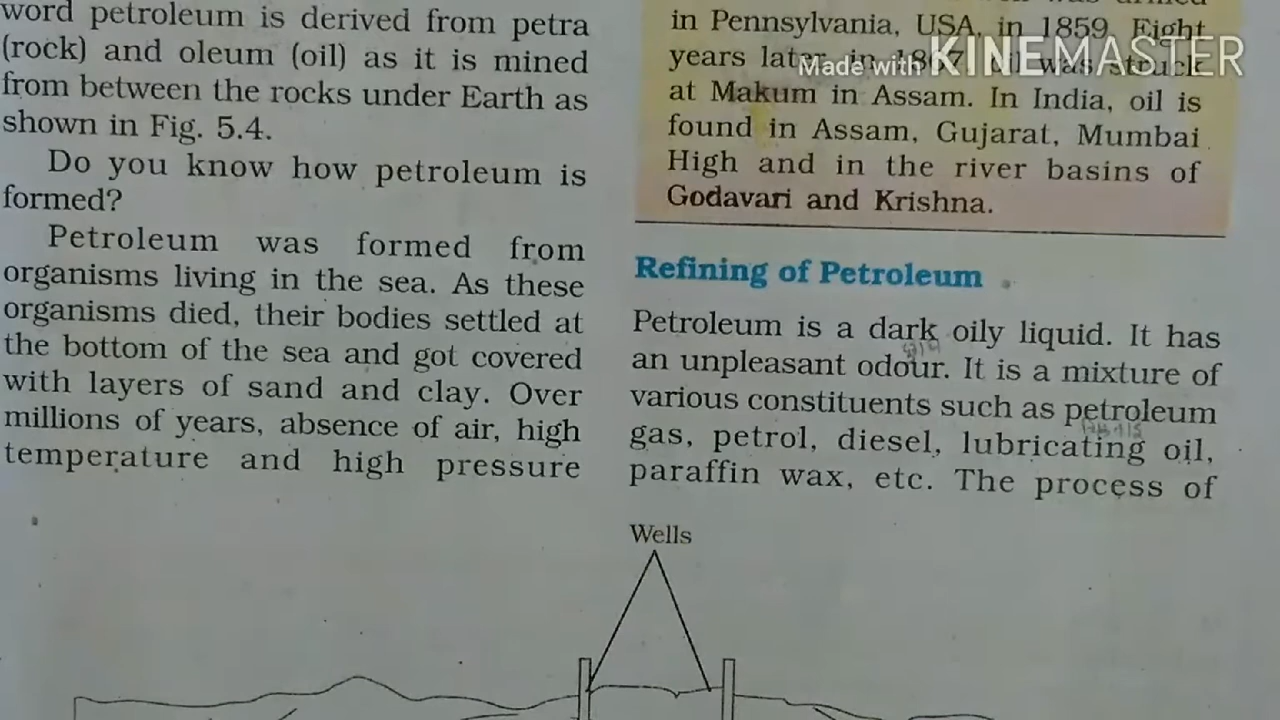 word petroleum is derived from petra
(rock) and oleum (oil) as it is mined
from between the rocks under Earth as
shown in Fig. 5.4.
Do you know how petroleum is
formed?
Petroleum was formed from
organisms living in the sea. As these
organisms died, their bodies settled at
the bottom of the sea and got covered
with layers of sand and clay. Over
millions of years, absence of air, high
temperature and high pressure
in Pennsylvania, USA, in 1859. Eight
years later, in 1867, oil was struck
at Makum in Assam. In India, oil is
found in Assam, Gujarat, Mumbai
High and in the river basins of
Godavari and Krishna.
Made with KINEMASTER
Refining of Petroleum
Petroleum is a dark oily liquid. It has
an unpleasant odour. It is a mixture of
various constituents such as petroleum
gas, petrol, diesel, lubricating oil,
paraffin wax, etc. The process of
Wells